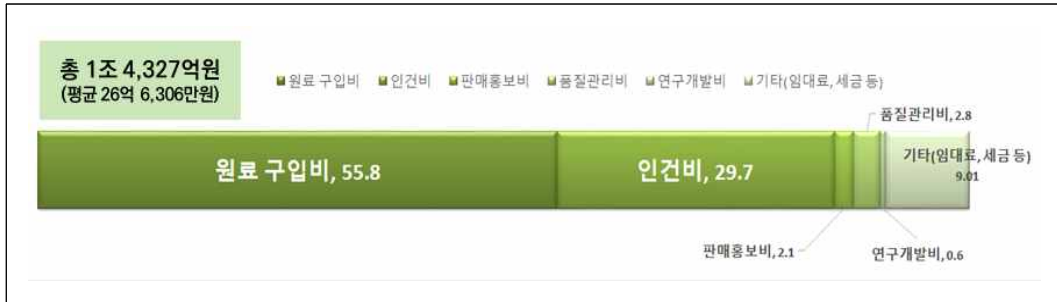 총 1조 4,327억원
(평균 26억 6,306만원)
원료 구입비 인건비 판매홍보비 품질관리비 연구개발비 기타(임대료, 세금 등)
품질관리비, 2.8
원료 구입비, 55.8
인건비, 29.7
기타(임대료, 세금 등)
9.01
판매홍보비, 2.1
연구개발비, 0.6